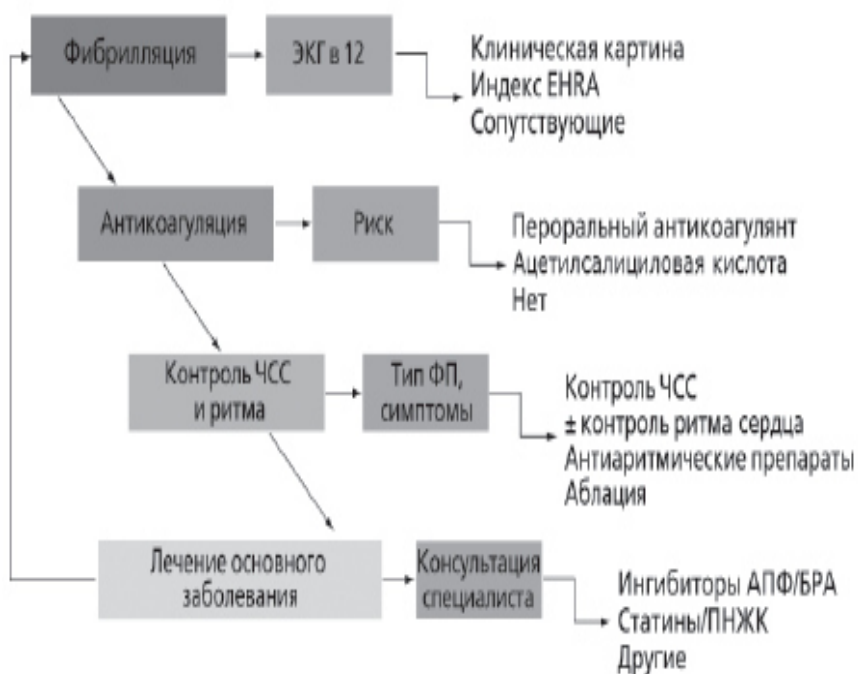 Фибрилляция
ЭКГ в 12
Клиническая картина
Индекс EHRA
Сопутствующие
Антикоагуляция
Риск
Пероральный антикоагулянт
Ацетилсалициловая кислота
Нет
Контроль ЧСС
и ритма
Тип ФП,
симптомы
Контроль ЧСС
± контроль ритма сердца
Антиаритмические препараты
Аблация
Лечение основного
заболевания
Консультация
специалиста
Ингибиторы АПФ/БРА
Статины/ПНЖК
Другие